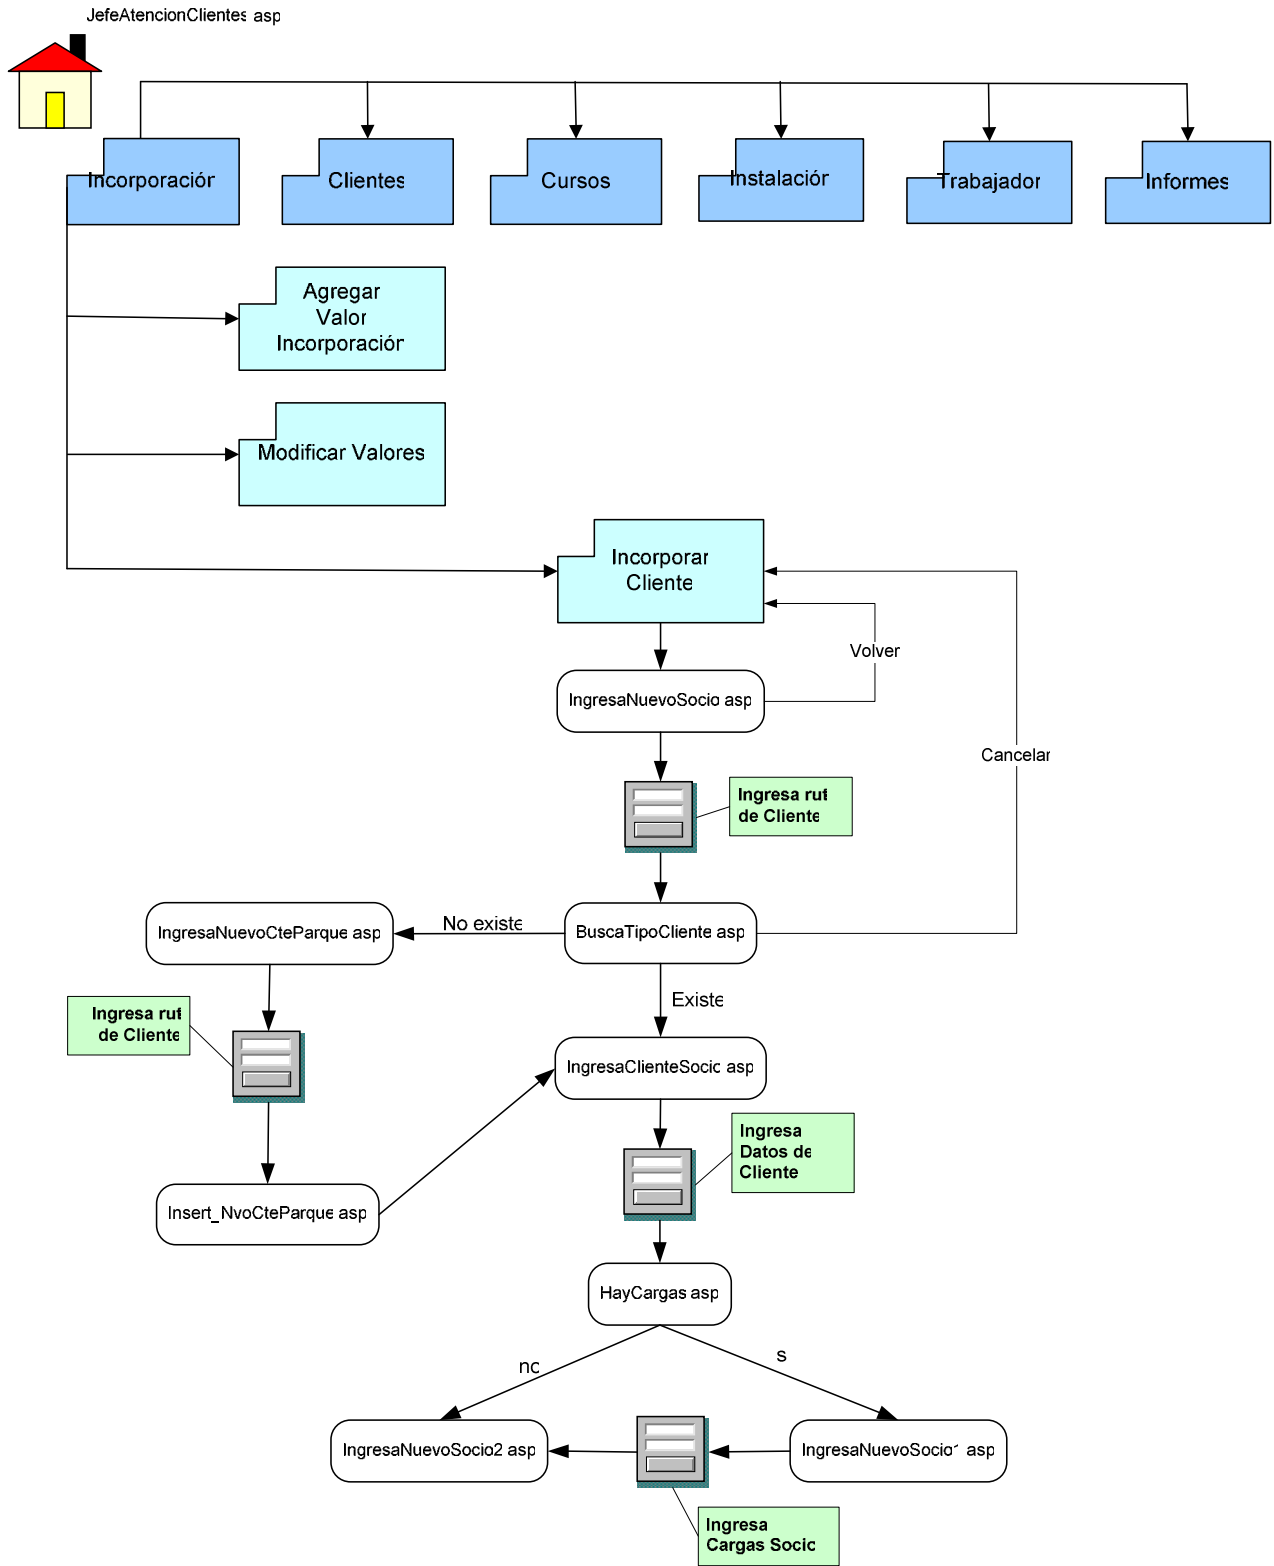 JefeAtencionClientes asp
Incorporación
Clientes
Cursos
Instalación
Trabajador
Informes
Agregar
Valor
Incorporación
Modificar Valores
Incorporar
Cliente
Volver
IngresaNuevoSocio asp
Cancelar
Ingresa rut
de Cliente
No existe
IngresaNuevoCteParque asp
BuscaTipoCliente asp
Existe
Ingresa rut
de Cliente
IngresaClienteSocio asp
Ingresa
Datos de
Cliente
Insert_NvoCteParque asp
HayCargas asp
no
s
IngresaNuevoSocio2 asp
IngresaNuevoSocio1 asp
Ingresa
Cargas Socio